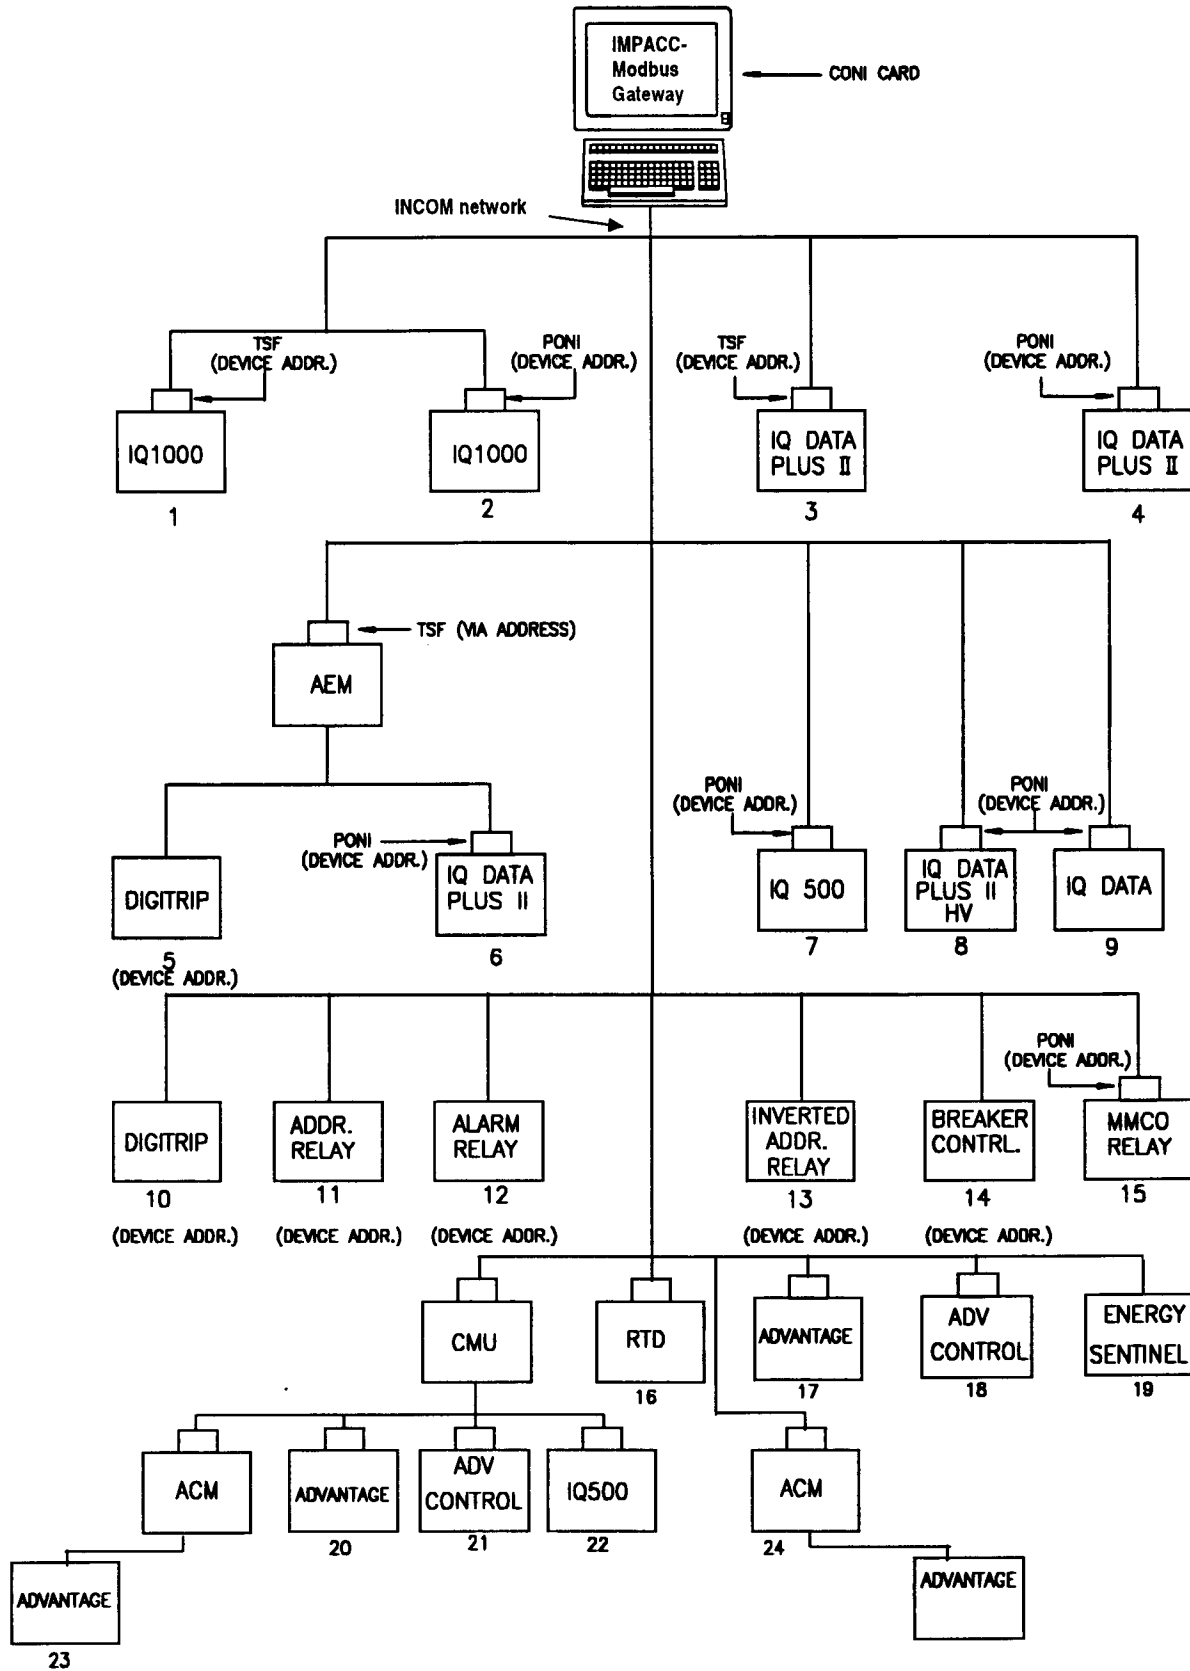 IMPACC-
Modbus
Gateway
CONI CARD
INCOM network
TSF
(DEVICE ADDR.)
PONI
(DEVICE ADDR.)
TSF
(DEVICE ADDR.)
PONI
(DEVICE ADDR.)
IQ1000
IQ1000
IQ DATA
PLUS II
IQ DATA
PLUS II
1
2
3
4
TSF (VIA ADDRESS)
AEM
PONI
(DEVICE ADDR.)
PONI
(DEVICE ADDR.)
PONI
(DEVICE ADDR.)
DIGITRIP
IQ DATA
PLUS II
IQ 500
IQ DATA
PLUS II
HV
IQ DATA
5
(DEVICE ADDR.)
6
7
8
9
PONI
(DEVICE ADDR.)
DIGITRIP
ADDR.
RELAY
ALARM
RELAY
INVERTED
ADDR.
RELAY
BREAKER
CONTRL.
MMCO
RELAY
10
11
12
13
14
15
(DEVICE ADDR.)
(DEVICE ADDR.)
(DEVICE ADDR.)
(DEVICE ADDR.)
(DEVICE ADDR.)
CMU
RTD
ADVANTAGE
ADV
CONTROL
ENERGY
SENTINEL
16
17
18
19
ACM
ADVANTAGE
ADV
CONTROL
IQ500
ACM
20
21
22
24
ADVANTAGE
ADVANTAGE
23